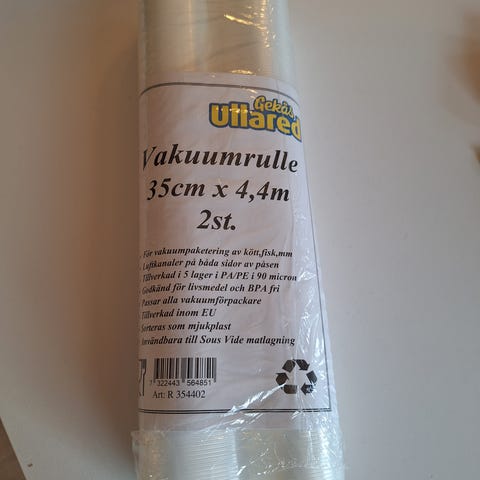 Gekås
Ullared
Vakuumrulle
35cm x 4,4m
2st.
För vakuumpaketering av kött,fisk,mm
Luftkanaler på båda sidor av påsen
Tillverkad i 5 lager i PA/PE i 90 micron
Godkänd för livsmedel och BPA fri
Passar alla vakuumförpackare
Tillverkad inom EU
Sorteras som mjukplast
Användbara till Sous Vide matlagning
7 322443 564851
Art: R 354402